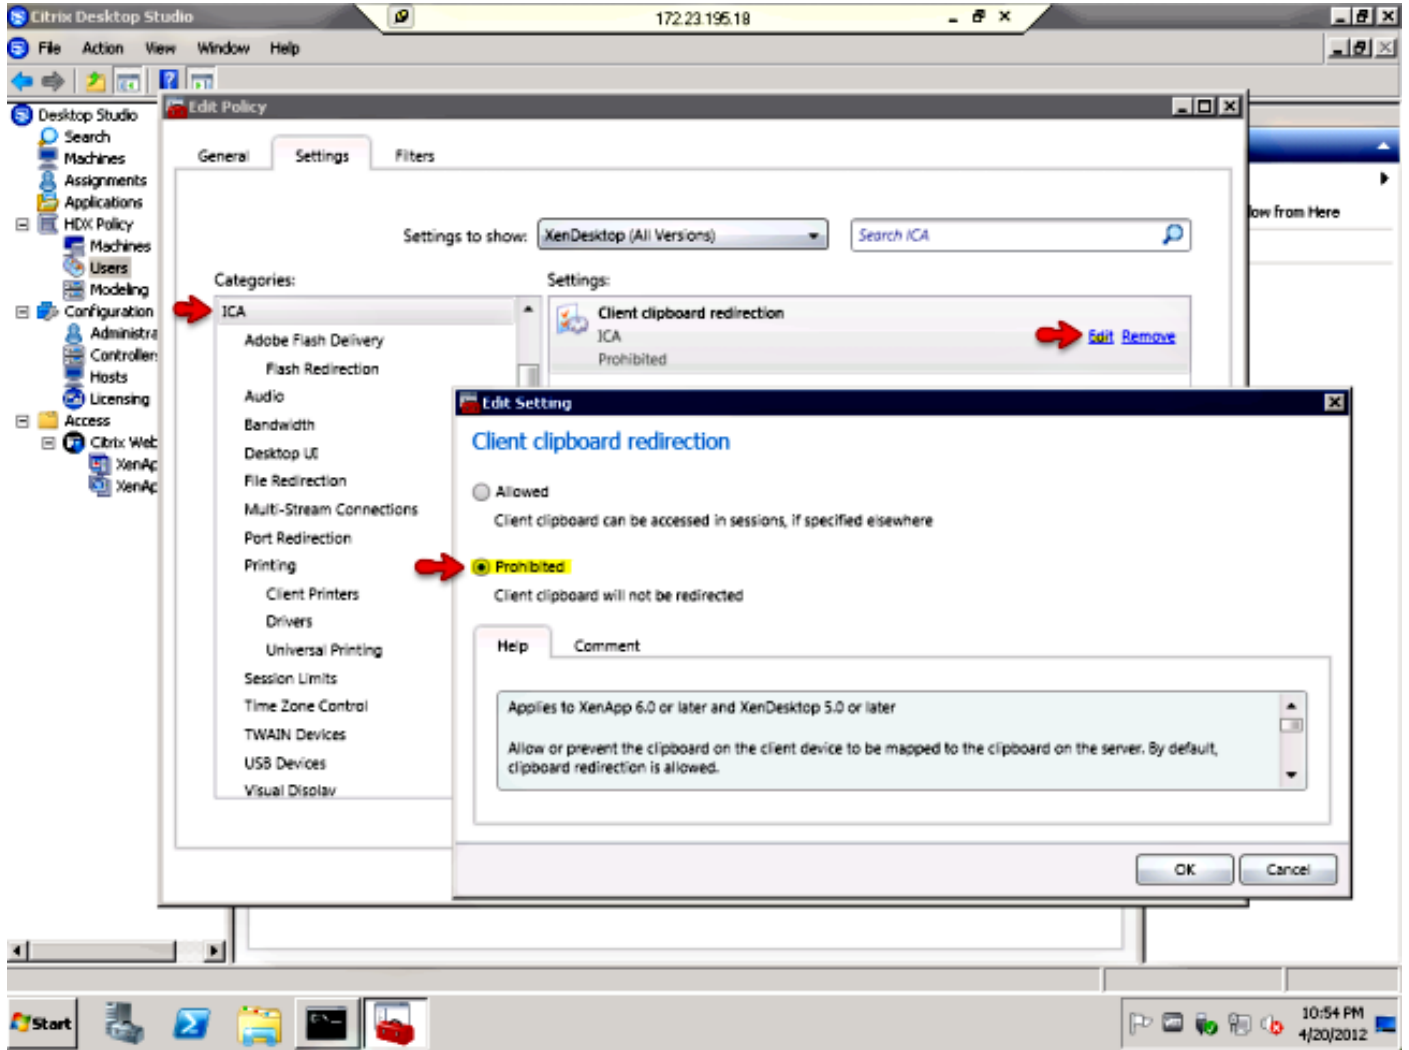 Citrix Desktop Studio
172.23.195.18
File Action View Window Help
Desktop Studio
Search
Machines
Assignments
Applications
HDX Policy
Machines
Users
Modeling
Configuration
Administra
Controller
Hosts
Licensing
Access
Citrix Web
XenAp
XenAp
Edit Policy
General Settings Filters
Settings to show: XenDesktop (All Versions) Search ICA
Categories:
ICA
Adobe Flash Delivery
Flash Redirection
Audio
Bandwidth
Desktop UI
File Redirection
Multi-Stream Connections
Port Redirection
Printing
Client Printers
Drivers
Universal Printing
Session Limits
Time Zone Control
TWAIN Devices
USB Devices
Visual Display
Settings:
Client clipboard redirection
ICA
Prohibited
Edit Remove
from Here
Edit Setting
Client clipboard redirection
Allowed
Client clipboard can be accessed in sessions, if specified elsewhere
Prohibited
Client clipboard will not be redirected
Help Comment
Applies to XenApp 6.0 or later and XenDesktop 5.0 or later
Allow or prevent the clipboard on the client device to be mapped to the clipboard on the server. By default,
clipboard redirection is allowed.
OK Cancel
Start
10:54 PM
4/20/2012